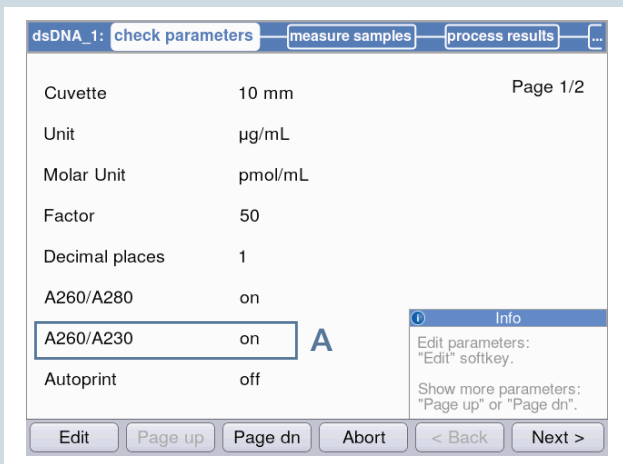 dsDNA_1: check parameters measure samples process results ...
Page 1/2
Cuvette 10 mm
Unit µg/mL
Molar Unit pmol/mL
Factor 50
Decimal places 1
A260/A280 on
A260/A230 on A
Autoprint off
Info
Edit parameters:
"Edit" softkey.
Show more parameters:
"Page up" or "Page dn".
Edit Page up Page dn Abort < Back Next >